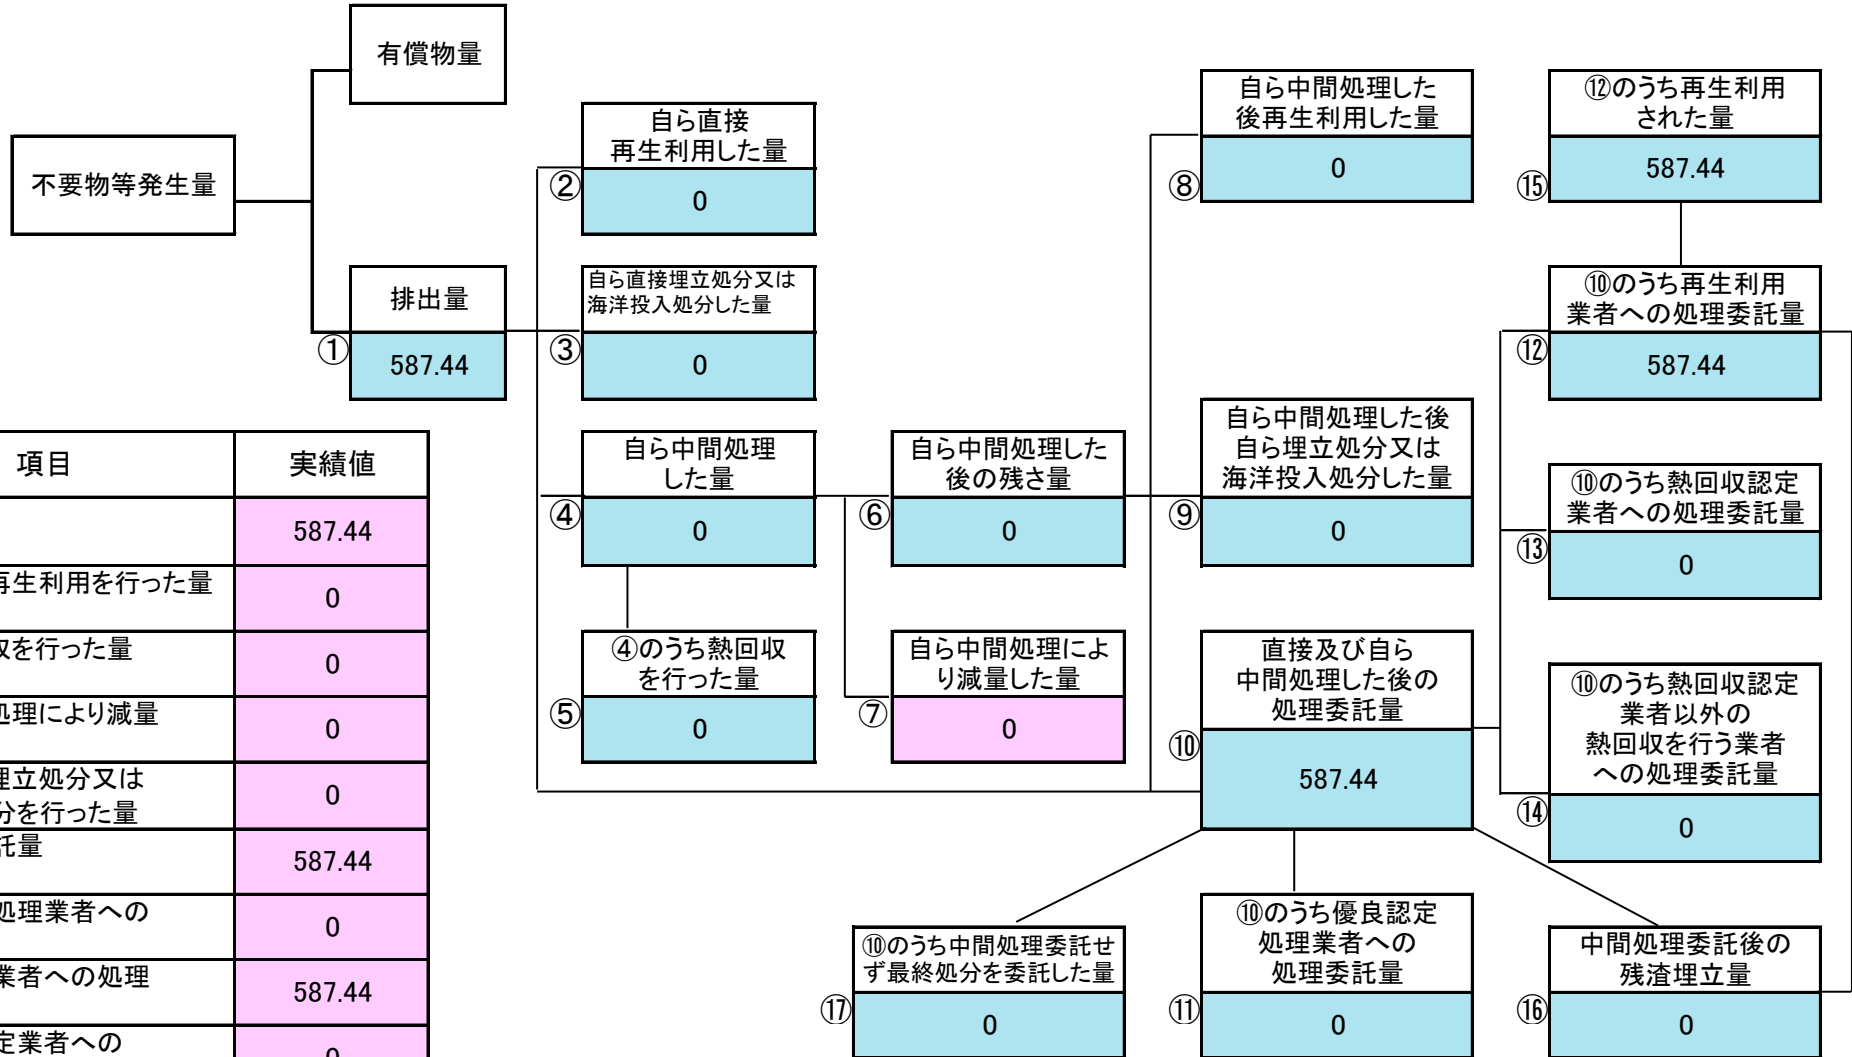 有償物量
不要物等発生量
排出量
①
587.44
自ら直接
再生利用した量
②
0
自ら直接埋立処分又は
海洋投入処分した量
③
0
自ら中間処理
した量
④
0
④のうち熱回収
を行った量
⑤
0
自ら中間処理した
後の残さ量
⑥
0
自ら中間処理によ
り減量した量
⑦
0
自ら中間処理した
後再生利用した量
⑧
0
自ら中間処理した後
自ら埋立処分又は
海洋投入処分した量
⑨
0
直接及び自ら
中間処理した後の
処理委託量
⑩
587.44
⑫のうち再生利用
された量
⑮
587.44
⑩のうち再生利用
業者への処理委託量
⑫
587.44
⑩のうち熱回収認定
業者への処理委託量
⑬
0
⑩のうち熱回収認定
業者以外の
熱回収を行う業者
への処理委託量
⑭
0
⑩のうち中間処理委託せ
ず最終処分を委託した量
⑰
0
⑩のうち優良認定
処理業者への
処理委託量
⑪
0
中間処理委託後の
残渣埋立量
⑯
0
項目 実績値
587.44
再生利用を行った量 0
を行った量 0
処理により減量 0
埋立処分又は
分を行った量 0
託量 587.44
処理業者への 0
業者への処理 587.44
定業者への 0